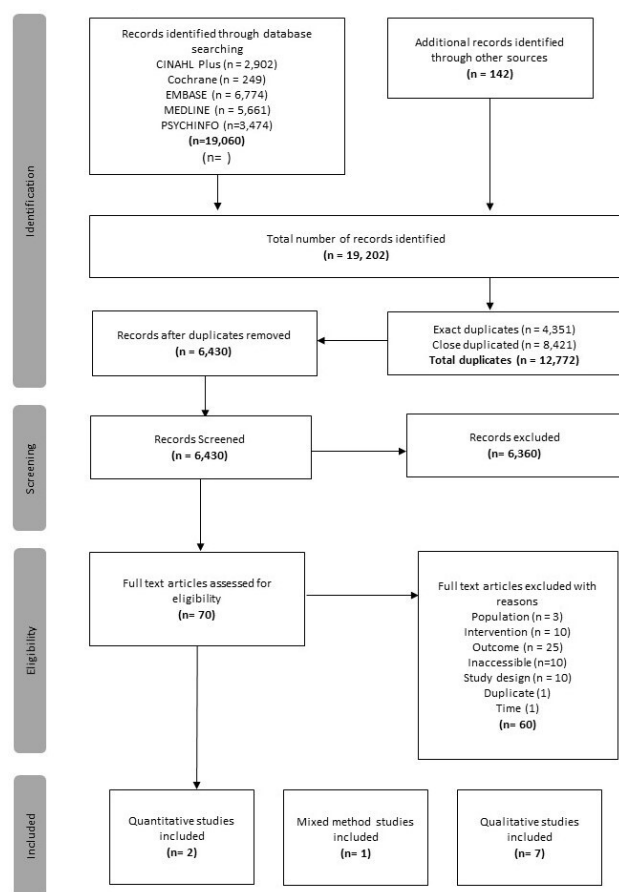 Identification
Records identified through database
searching
CINAHL Plus (n = 2,902)
Cochrane (n = 249)
EMBASE (n = 6,774)
MEDLINE (n = 5,661)
PSYCHINFO (n=3,474)
(n=19,060)
(n= )
Additional records identified
through other sources
(n = 142)
Total number of records identified
(n = 19, 202)
Records after duplicates removed
(n = 6,430)
Exact duplicates (n = 4,351)
Close duplicated (n = 8,421)
Total duplicates (n = 12,772)
Screening
Records Screened
(n = 6,430)
Records excluded
(n= 6,360)
Eligibility
Full text articles assessed for
eligibility
(n= 70)
Full text articles excluded with
reasons
Population (n = 3)
Intervention (n = 10)
Outcome (n = 25)
Inaccessible (n=10)
Study design (n = 10)
Duplicate (1)
Time (1)
(n= 60)
Included
Quantitative studies
included
(n= 2)
Mixed method studies
included
(n= 1)
Qualitative studies
included
(n= 7)